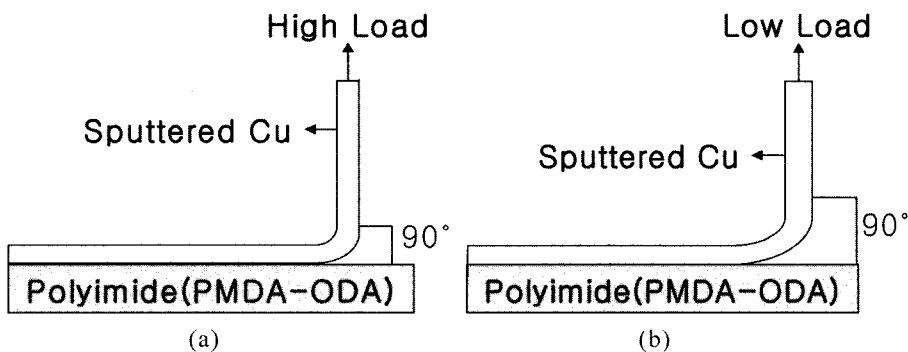 High Load
Sputtered Cu
90°
Polyimide(PMDA-ODA)
(a)
Low Load
Sputtered Cu
90°
Polyimide(PMDA-ODA)
(b)